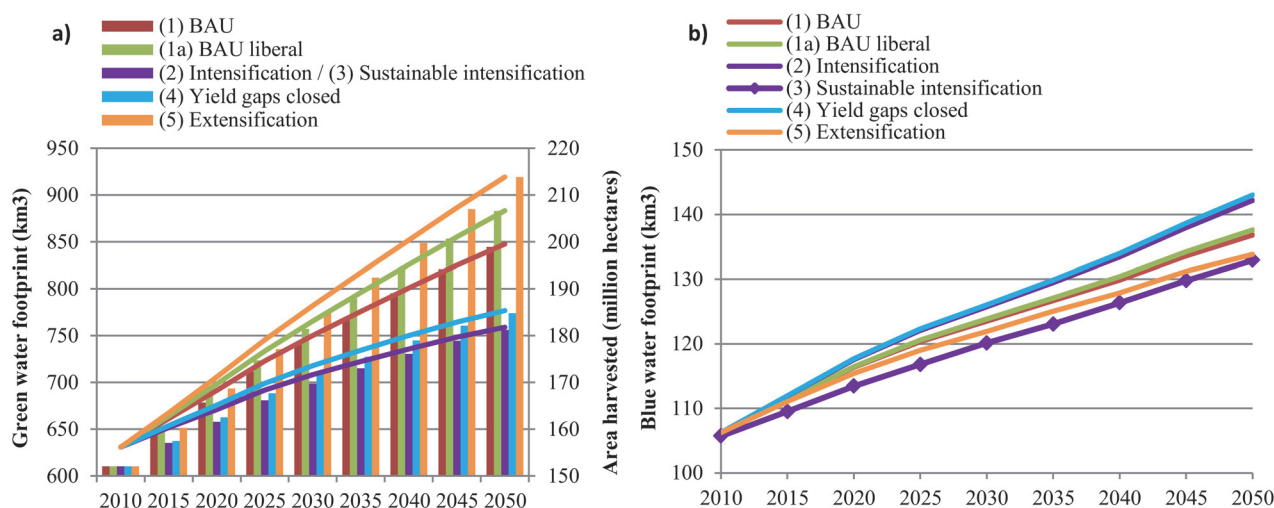 a)
(1) BAU
(1a) BAU liberal
(2) Intensification / (3) Sustainable intensification
(4) Yield gaps closed
(5) Extensification
Green water footprint (km3)
950
900
850
800
750
700
650
600
220
210
200
190
180
170
160
150
Area harvested (million hectares)
2010 2015 2020 2025 2030 2035 2040 2045 2050
b)
(1) BAU
(1a) BAU liberal
(2) Intensification
(3) Sustainable intensification
(4) Yield gaps closed
(5) Extensification
Blue water footprint (km3)
150
140
130
120
110
100
2010 2015 2020 2025 2030 2035 2040 2045 2050